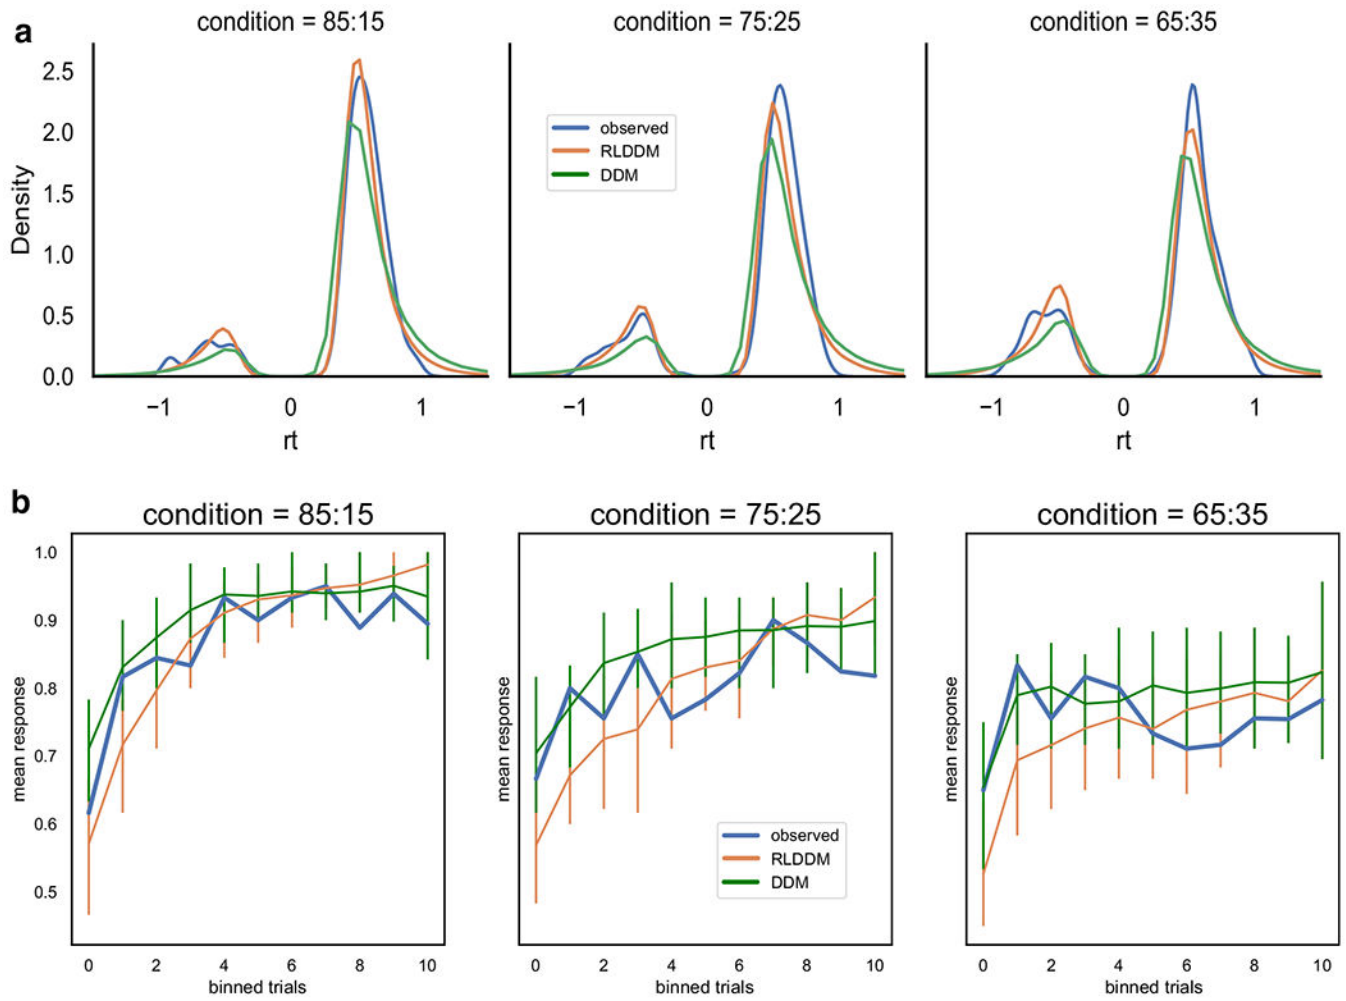 a
condition = 85:15
condition = 75:25
condition = 65:35
Density
2.5
2.0
1.5
1.0
0.5
0.0
observed
RLDDM
DDM
−1 0 1
−1 0 1
−1 0 1
rt
rt
rt
b
condition = 85:15
condition = 75:25
condition = 65:35
mean response
1.0
0.9
0.8
0.7
0.6
0.5
mean response
mean response
observed
RLDDM
DDM
0 2 4 6 8 10
0 2 4 6 8 10
0 2 4 6 8 10
binned trials
binned trials
binned trials